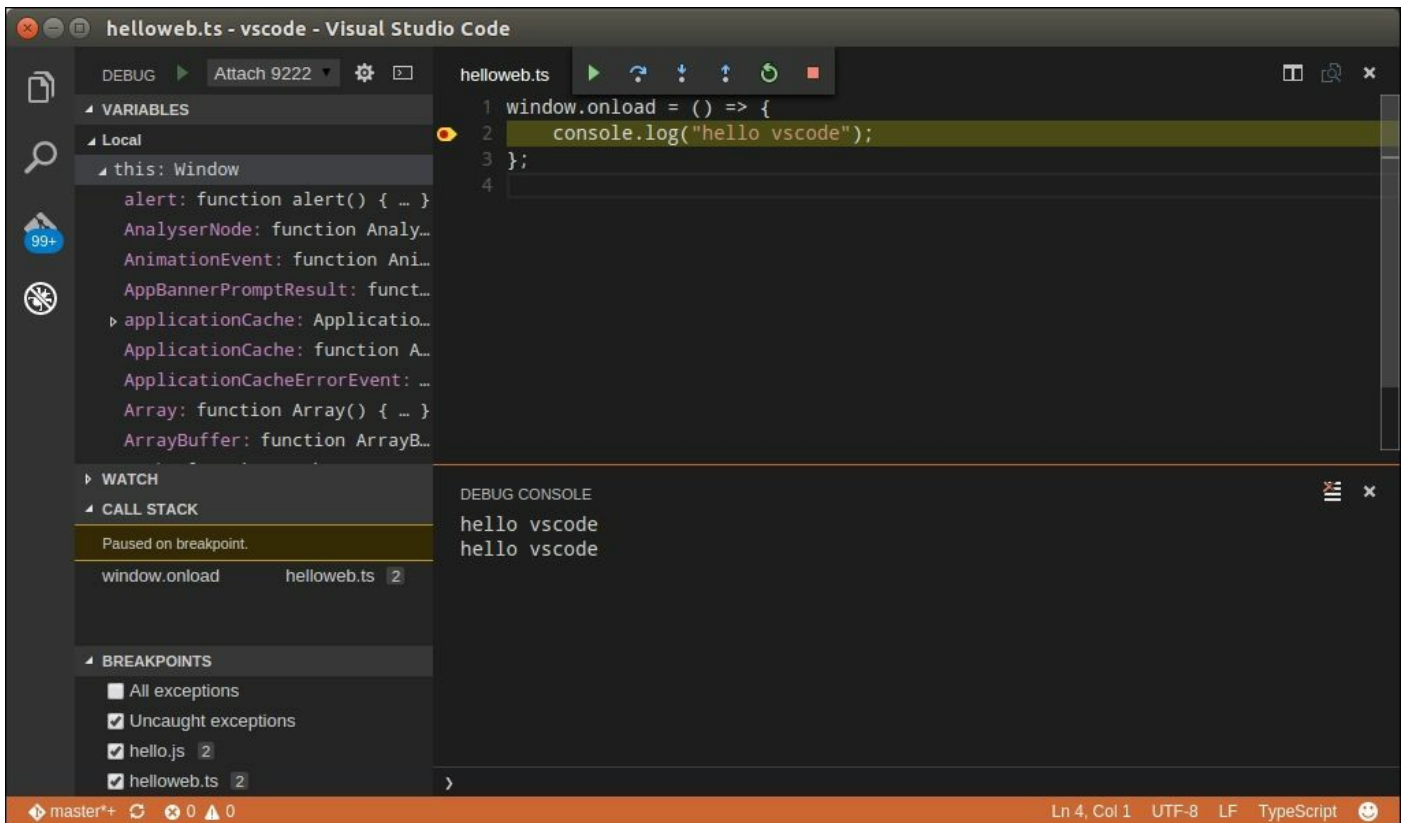 helloweb.ts - vscode - Visual Studio Code
DEBUG Attach 9222
VARIABLES
Local
this: Window
alert: function alert() { … }
AnalyserNode: function Analy…
AnimationEvent: function Ani…
AppBannerPromptResult: funct…
applicationCache: Applicatio…
ApplicationCache: function A…
ApplicationCacheErrorEvent: …
Array: function Array() { … }
ArrayBuffer: function ArrayB…
WATCH
CALL STACK
Paused on breakpoint.
window.onload helloweb.ts 2
BREAKPOINTS
All exceptions
Uncaught exceptions
hello.js 2
helloweb.ts 2
99+
helloweb.ts
1 window.onload = () => {
2 console.log("hello vscode");
3 };
4
DEBUG CONSOLE
hello vscode
hello vscode
❯
master*+ 0 0 Ln 4, Col 1 UTF-8 LF TypeScript